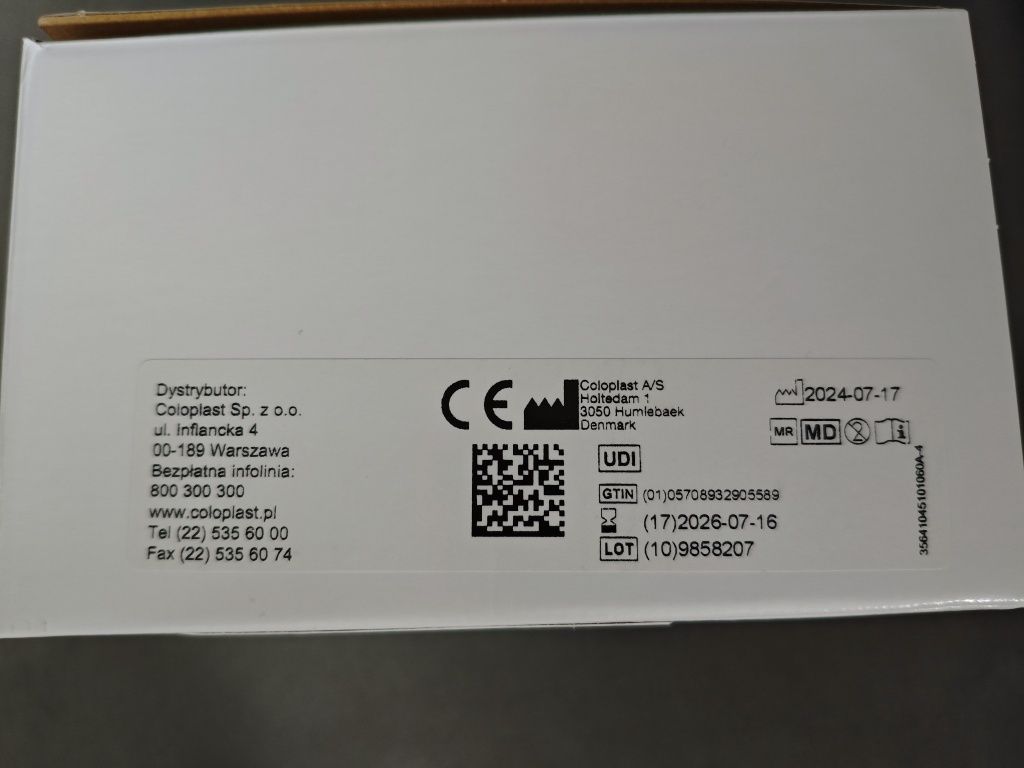 Dystrybutor:
Coloplast Sp. z o.o.
ul. Inflancka 4
00-189 Warszawa
Bezpłatna infolinia:
800 300 300
www.coloplast.pl
Tel (22) 535 60 00
Fax (22) 535 60 74
CE
Coloplast A/S
Holtedam 1
3050 Humlebaek
Denmark
UDI
GTIN (01)05708932905589
(17)2026-07-16
LOT (10)9858207
2024-07-17
MR MD
35641045101060A-4